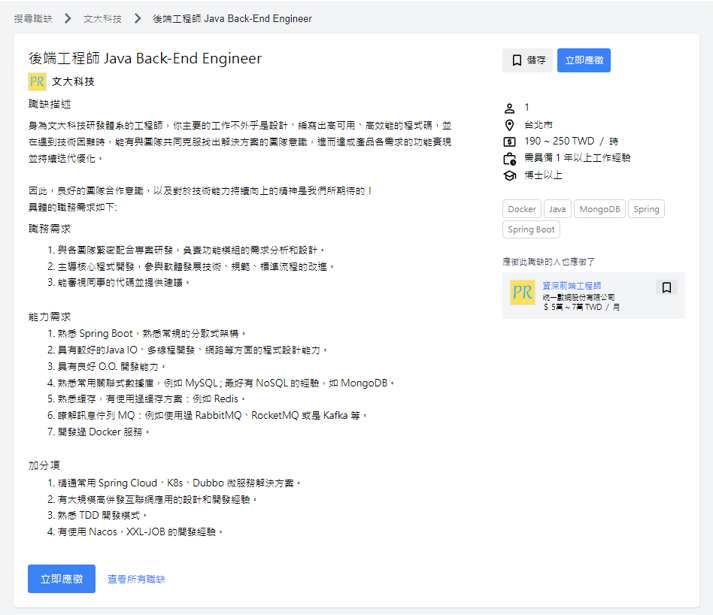 搜尋職缺 > 文大科技 > 後端工程師 Java Back-End Engineer
後端工程師 Java Back-End Engineer
PR 文大科技
職缺描述
身為文大科技研發體系的工程師，你主要的工作不外乎是設計、編寫出高可用、高效能的程式碼，並
在遇到技術困難時，能有與團隊共同克服找出解決方案的團隊意識，進而達成產品各需求的功能實現
並持續迭代優化。
因此，良好的團隊合作意識，以及對於技術能力持續向上的精神是我們所期待的！
具體的職務需求如下:
職務需求
1. 與各團隊緊密配合專案研發，負責功能模組的需求分析和設計。
2. 主導核心程式開發，參與軟體發展技術、規範、標準流程的改進。
3. 能審視同事的代碼並提供建議。
能力需求
1. 熟悉 Spring Boot，熟悉常規的分散式架構。
2. 具有較好的Java IO、多線程開發、網路等方面的程式設計能力。
3. 具有良好 O.O. 開發能力。
4. 熟悉常用關聯式數據庫，例如 MySQL ; 最好有 NoSQL 的經驗，如 MongoDB。
5. 熟悉緩存，有使用過緩存方案：例如 Redis。
6. 瞭解訊息佇列 MQ：例如使用過 RabbitMQ、RocketMQ 或是 Kafka 等。
7. 開發過 Docker 服務。
加分項
1. 精通常用 Spring Cloud、K8s、Dubbo 微服務解決方案。
2. 有大規模高併發互聯網應用的設計和開發經驗。
3. 熟悉 TDD 開發模式。
4. 有使用 Nacos，XXL-JOB 的開發經驗。
立即應徵 查看所有職缺
儲存 立即應徵
1
台北市
190 ~ 250 TWD / 時
需具備 1 年以上工作經驗
博士以上
Docker Java MongoDB Spring
Spring Boot
應徵此職缺的人也應徵了
PR 資深前端工程師
統一數網股份有限公司
$ 5萬 ~ 7萬 TWD / 月